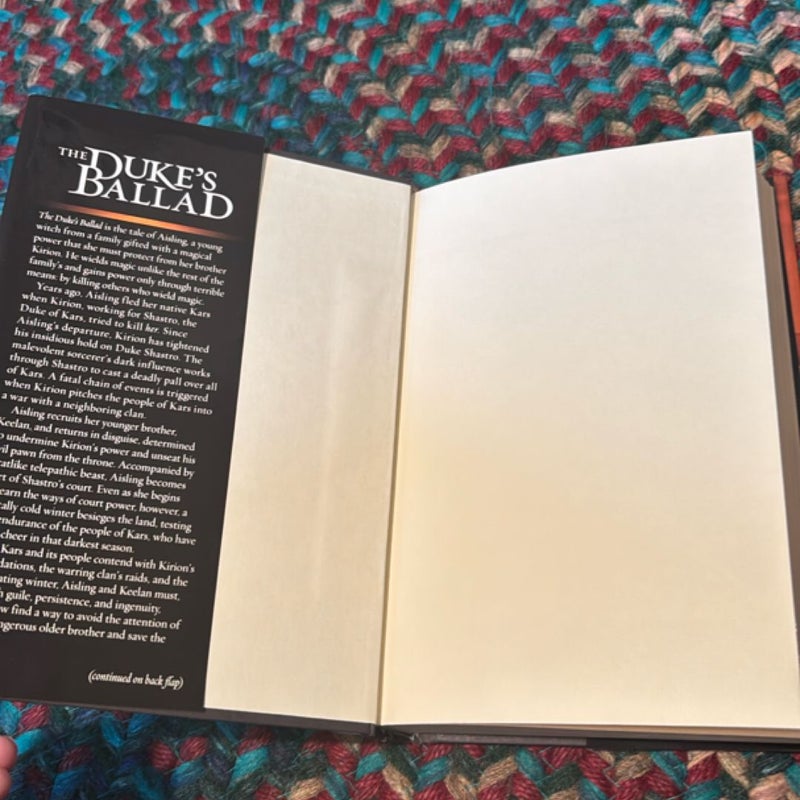 THE DUKE'S
BALLAD
The Duke's Ballad is the tale of Aisling, a young
witch from a family gifted with a magical
power that she must protect from her brother
Kirion. He wields magic unlike the rest of the
family's and gains power only through terrible
means: by killing others who wield magic.
Years ago, Aisling fled her native Kars
when Kirion, working for Shastro, the
Duke of Kars, tried to kill her. Since
Aisling's departure, Kirion has tightened
his insidious hold on Duke Shastro. The
malevolent sorcerer's dark influence works
through Shastro to cast a deadly pall over all
of Kars. A fatal chain of events is triggered
when Kirion pitches the people of Kars into
a war with a neighboring clan.
Aisling recruits her younger brother,
Keelan, and returns in disguise, determined
undermine Kirion's power and unseat his
pawn from the throne. Accompanied by
telepathic beast, Aisling becomes
of Shastro's court. Even as she begins
the ways of court power, however, a
cold winter besieges the land, testing
endurance of the people of Kars, who have
cheer in that darkest season.
Kars and its people contend with Kirion's
the warring clan's raids, and the
winter, Aisling and Keelan must,
guile, persistence, and ingenuity,
find a way to avoid the attention of
older brother and save the
(continued on back flap)